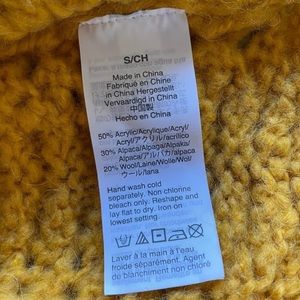 S/CH
Made in China
Fabriqué en Chine
in China Hergestellt
Vervaardigd in China
中国製
Hecho en China
50% Acrylic/Acrylique/Acryl/
Acryl/アクリル/acrílico
30% Alpaca/Alpaga/Alpaka/
Alpaca/アルパカ/alpaca
20% Wool/Laine/Wolle/Wol/
ウール/lana
Hand wash cold
separately. Non chlorine
bleach only. Reshape and
lay flat to dry. Iron on
lowest setting.
Laver à la main à l'eau
froide séparément. Agent
de blanchiment non chloré